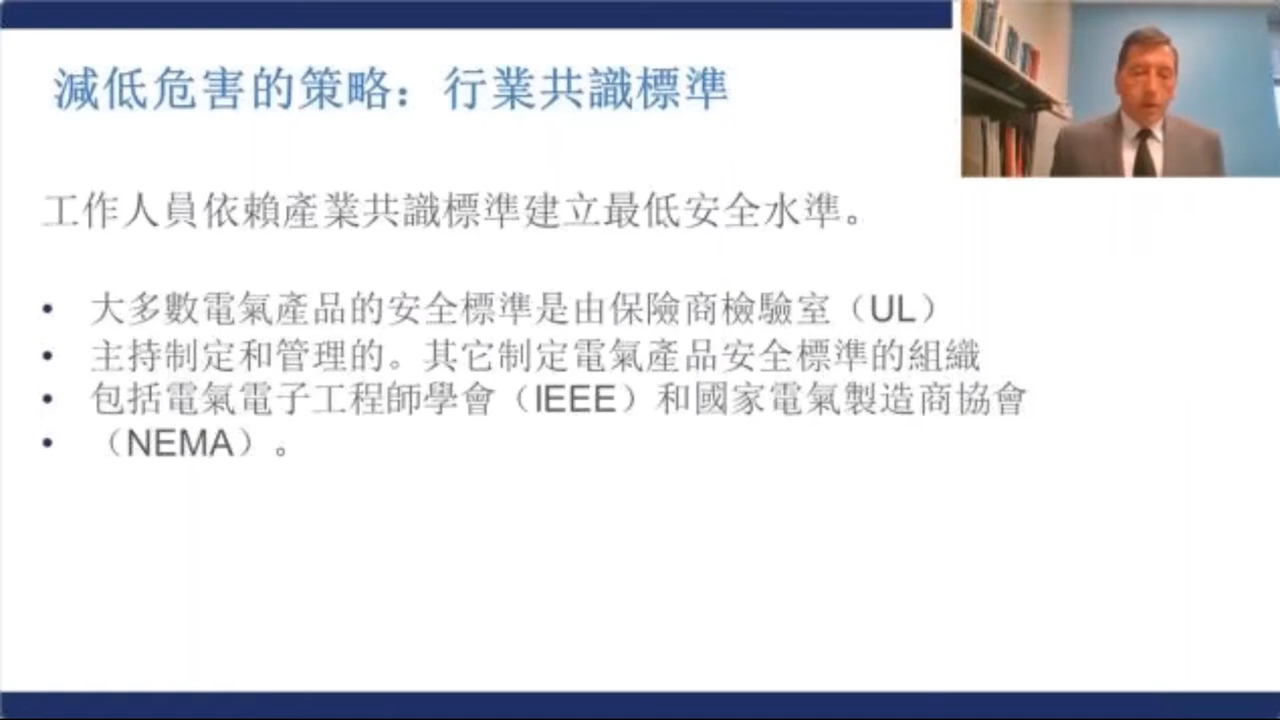 減低危害的策略：行業共識標準
工作人員依賴產業共識標準建立最低安全水準。
• 大多數電氣產品的安全標準是由保險商檢驗室（UL）
• 主持制定和管理的。其它制定電氣產品安全標準的組織
• 包括電氣電子工程師學會（IEEE）和國家電氣製造商協會
• （NEMA）。